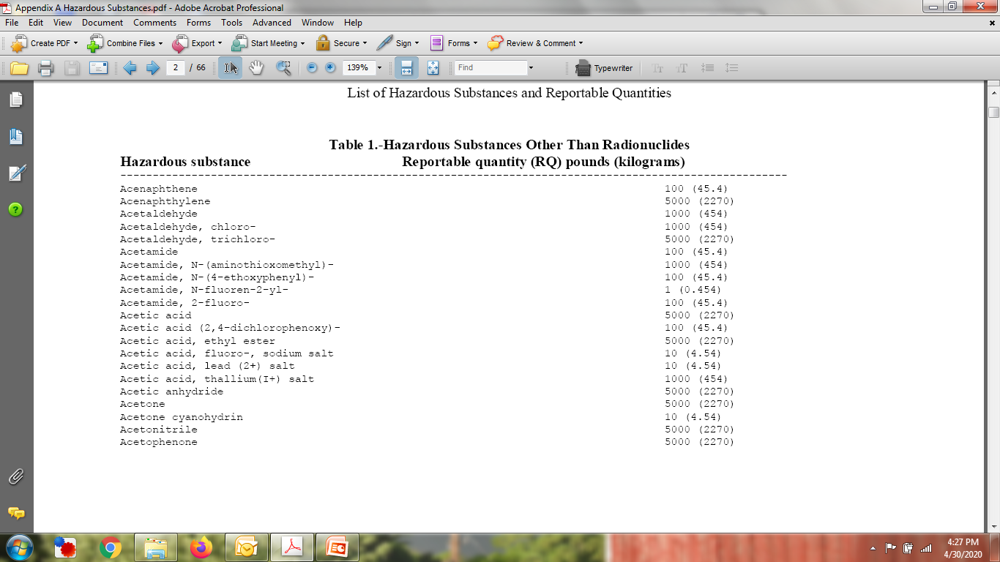 Appendix A Hazardous Substances.pdf - Adobe Acrobat Professional
File Edit View Document Comments Forms Tools Advanced Window Help
Create PDF Combine Files Export Start Meeting Secure Sign Forms Review & Comment
2 / 66 139% Find Typewriter
List of Hazardous Substances and Reportable Quantities
Table 1.-Hazardous Substances Other Than Radionuclides
Hazardous substance Reportable quantity (RQ) pounds (kilograms)
Acenaphthene 100 (45.4)
Acenaphthylene 5000 (2270)
Acetaldehyde 1000 (454)
Acetaldehyde, chloro- 1000 (454)
Acetaldehyde, trichloro- 5000 (2270)
Acetamide 100 (45.4)
Acetamide, N-(aminothioxomethyl)- 1000 (454)
Acetamide, N-(4-ethoxyphenyl)- 100 (45.4)
Acetamide, N-fluoren-2-yl- 1 (0.454)
Acetamide, 2-fluoro- 100 (45.4)
Acetic acid 5000 (2270)
Acetic acid (2,4-dichlorophenoxy)- 100 (45.4)
Acetic acid, ethyl ester 5000 (2270)
Acetic acid, fluoro-, sodium salt 10 (4.54)
Acetic acid, lead (2+) salt 10 (4.54)
Acetic acid, thallium(I+) salt 1000 (454)
Acetic anhydride 5000 (2270)
Acetone 5000 (2270)
Acetone cyanohydrin 10 (4.54)
Acetonitrile 5000 (2270)
Acetophenone 5000 (2270)
4:27 PM
4/30/2020